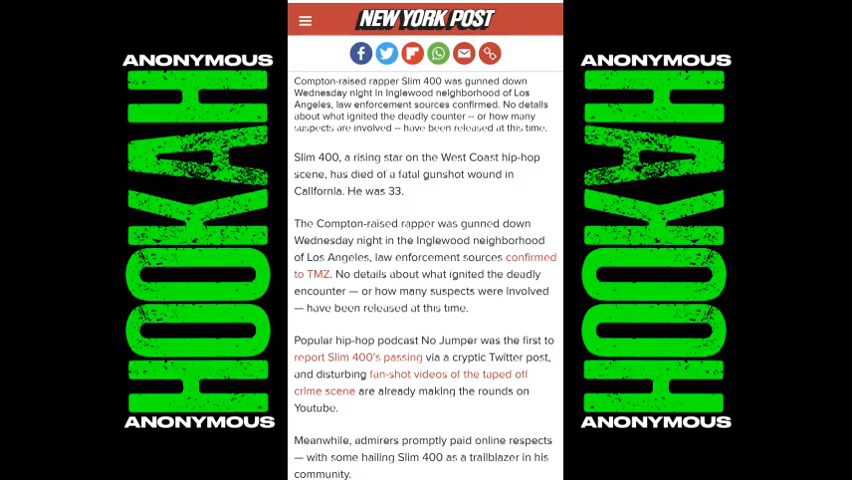 ANONYMOUS
HOOKAH
ANONYMOUS
NEW YORK POST
Compton-raised rapper Slim 400 was gunned down
Wednesday night in Inglewood neighborhood of Los
Angeles, law enforcement sources confirmed. No details
about what ignited the deadly counter -- or how many
suspects are involved -- have been released at this time.
Slim 400, a rising star on the West Coast hip-hop
scene, has died of a fatal gunshot wound in
California. He was 33.
The Compton-raised rapper was gunned down
Wednesday night in the Inglewood neighborhood
of Los Angeles, law enforcement sources confirmed
to TMZ. No details about what ignited the deadly
encounter — or how many suspects were involved
— have been released at this time.
Popular hip-hop podcast No Jumper was the first to
report Slim 400's passing via a cryptic Twitter post,
and disturbing fan-shot videos of the taped off
crime scene are already making the rounds on
Youtube.
Meanwhile, admirers promptly paid online respects
— with some hailing Slim 400 as a trailblazer in his
community.
ANONYMOUS
HOOKAH
ANONYMOUS